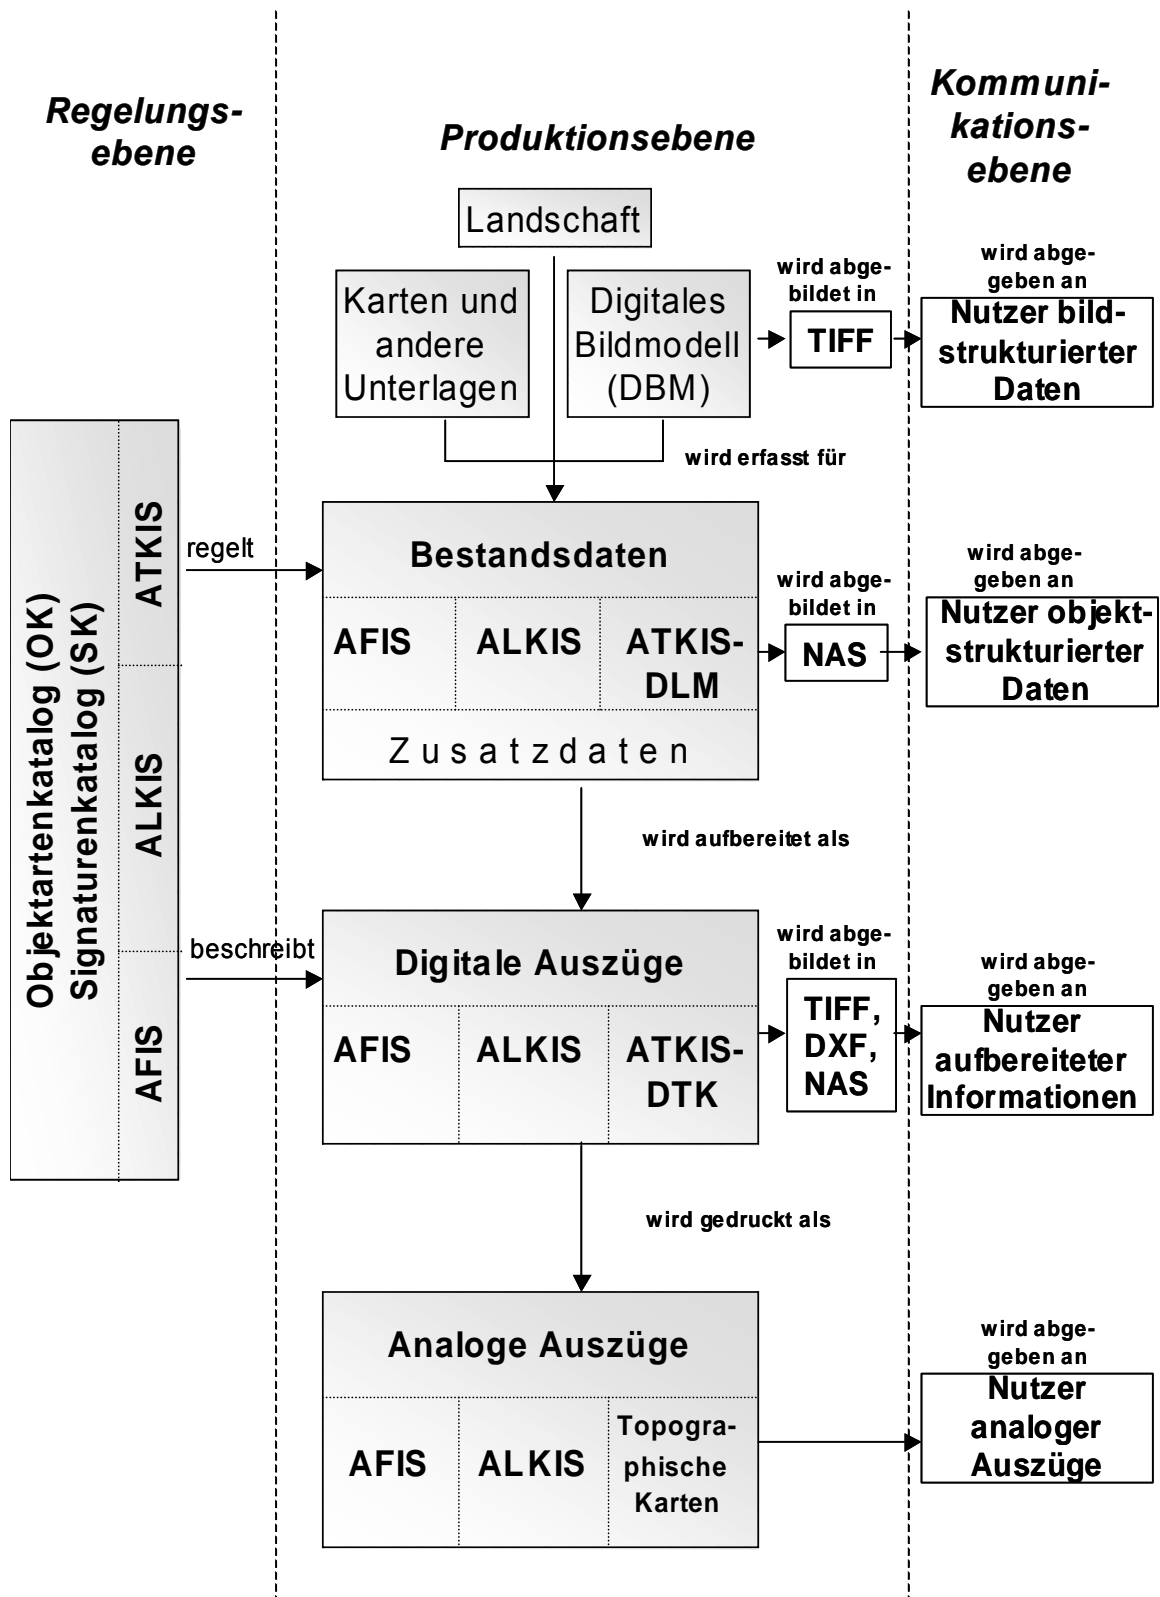 Regelungs-
ebene
Produktionsebene
Kommuni-
kations-
ebene
Landschaft
Karten und
andere
Unterlagen
Digitales
Bildmodell
(DBM)
wird abge-
bildet in
TIFF
wird abge-
geben an
Nutzer bild-
strukturierter
Daten
wird erfasst für
Objektartenkatalog (OK)
Signaturenkatalog (SK)
ATKIS
ALKIS
AFIS
regelt
Bestandsdaten
AFIS
ALKIS
ATKIS-
DLM
Zusatzdaten
wird abge-
bildet in
NAS
wird abge-
geben an
Nutzer objekt-
strukturierter
Daten
wird aufbereitet als
beschreibt
Digitale Auszüge
AFIS
ALKIS
ATKIS-
DTK
wird abge-
bildet in
TIFF,
DXF,
NAS
wird abge-
geben an
Nutzer
aufbereiteter
Informationen
wird gedruckt als
Analoge Auszüge
AFIS
ALKIS
Topogra-
phische
Karten
wird abge-
geben an
Nutzer
analoger
Auszüge